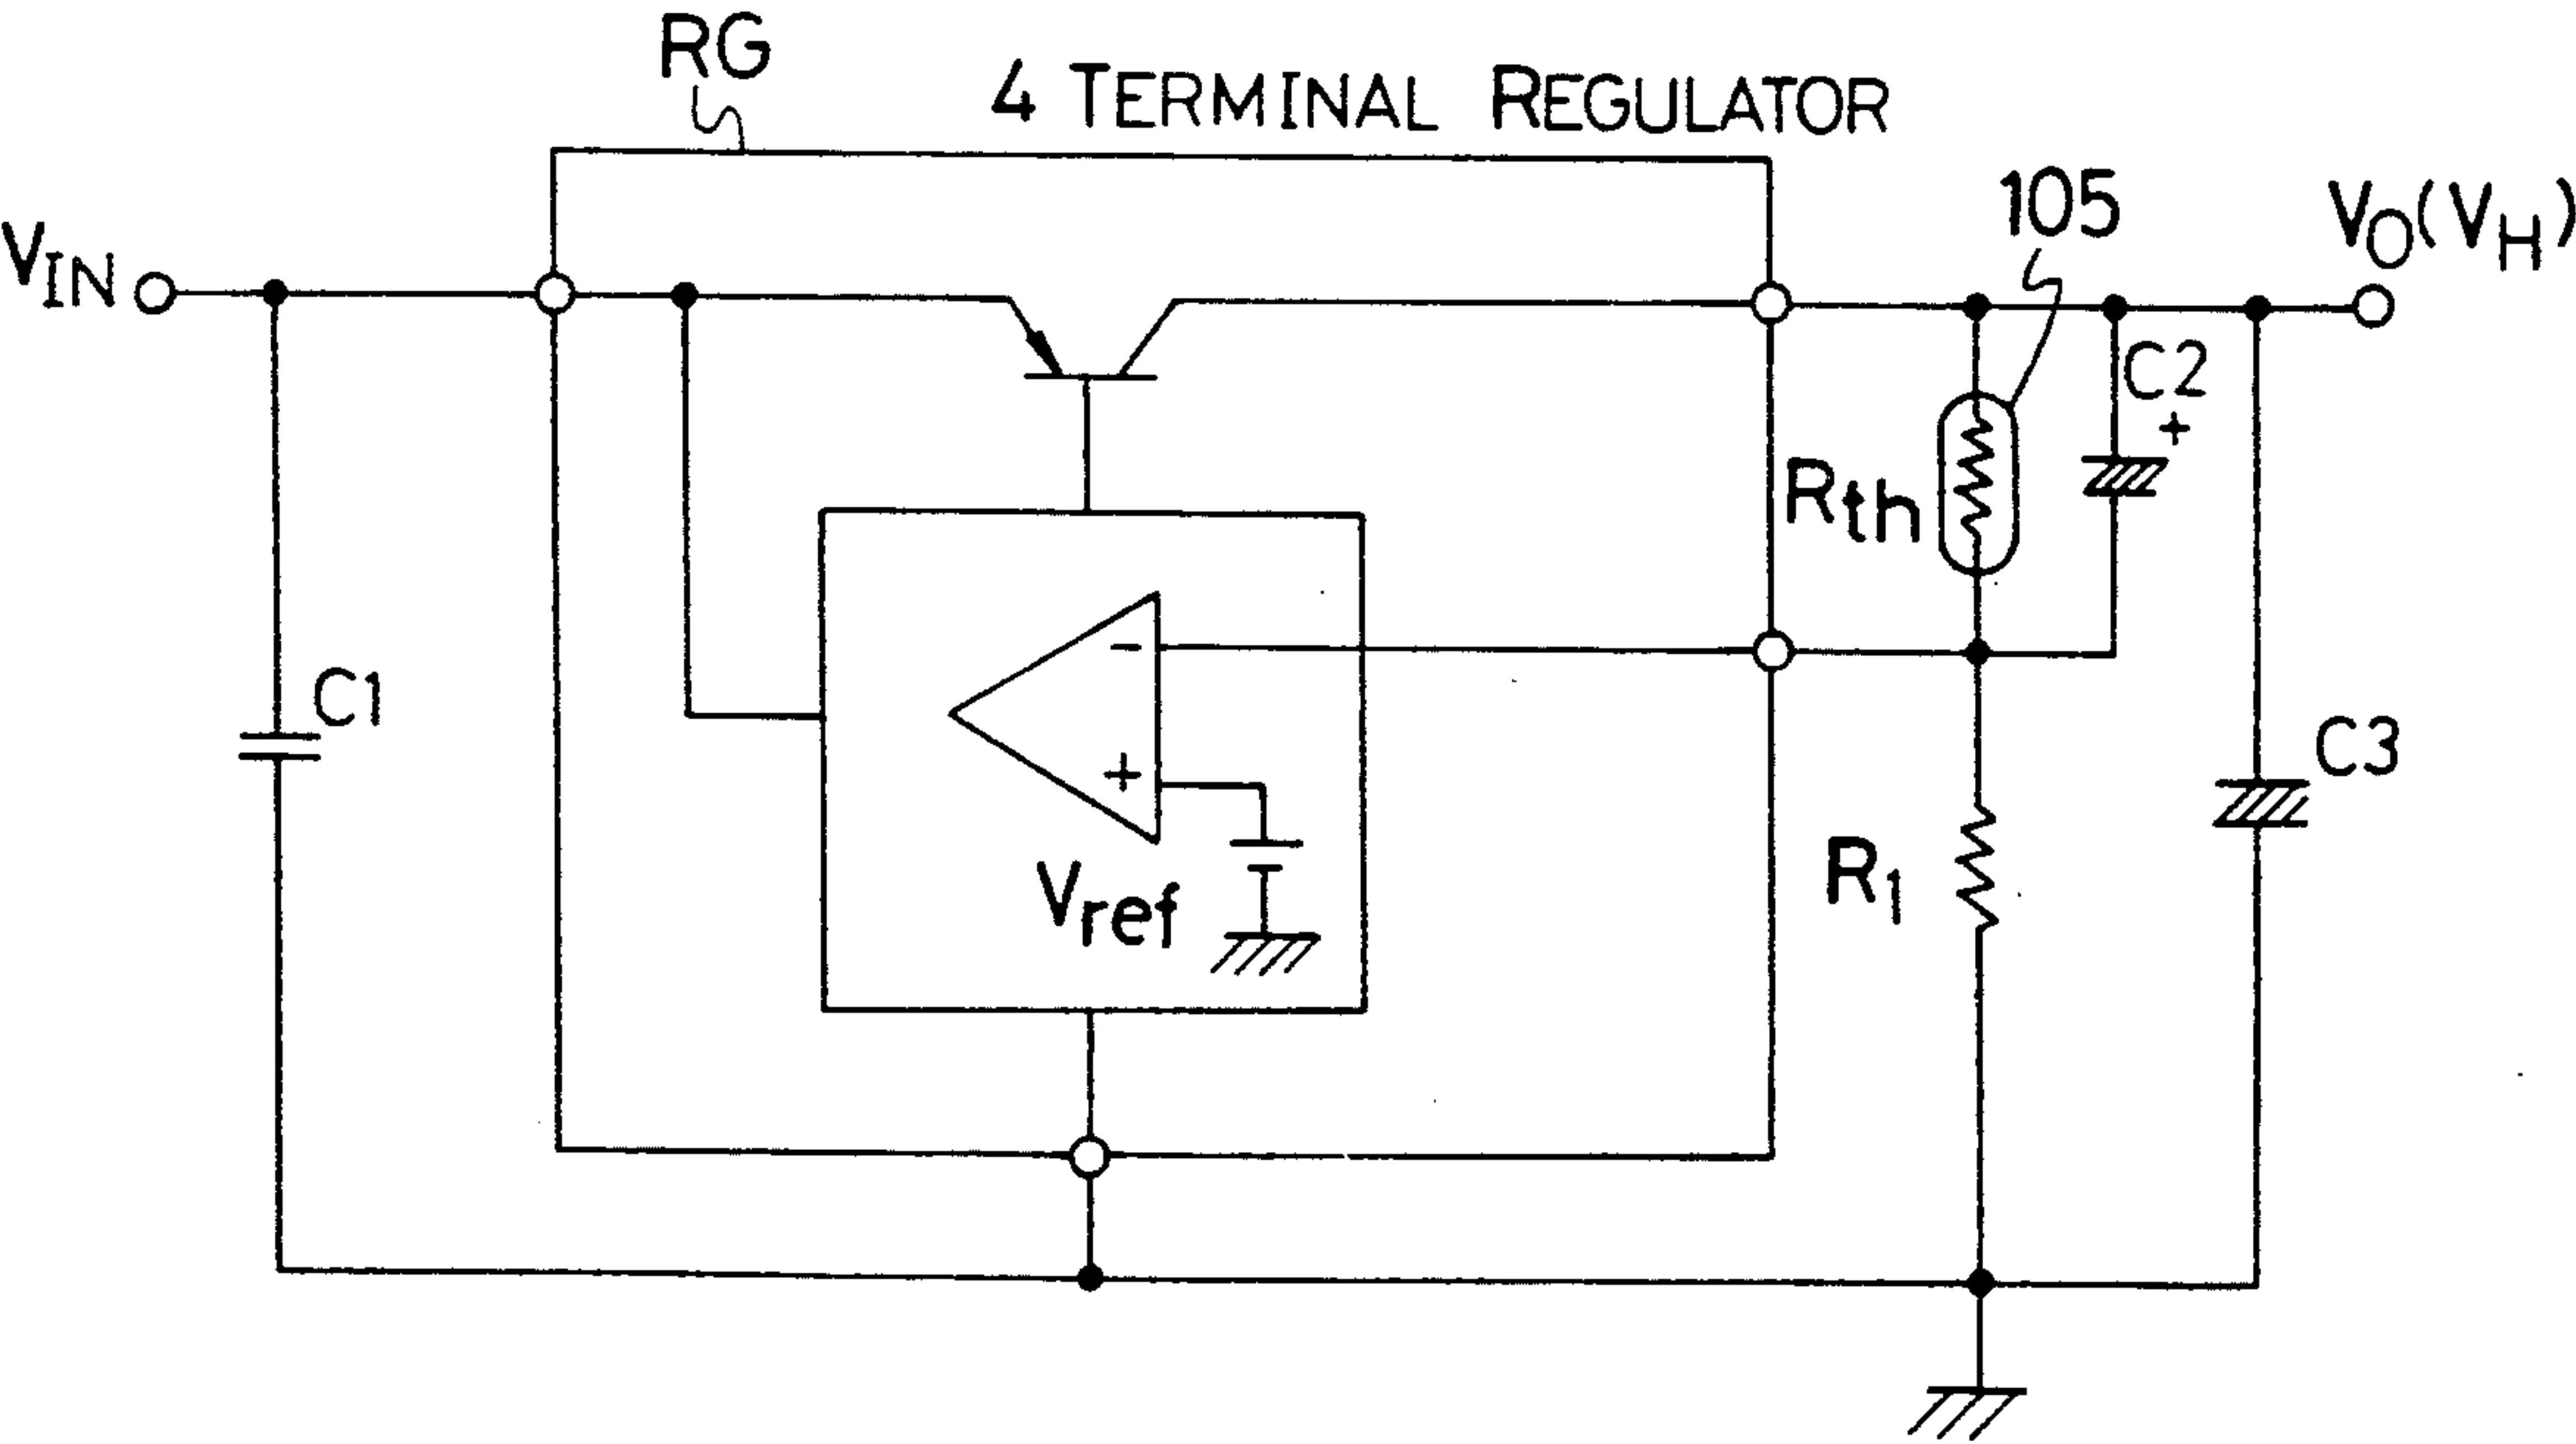 RG
4 TERMINAL REGULATOR
105
VIN
VO(VH)
C2
+
Rth
-
C1
+
C3
Vref
R1